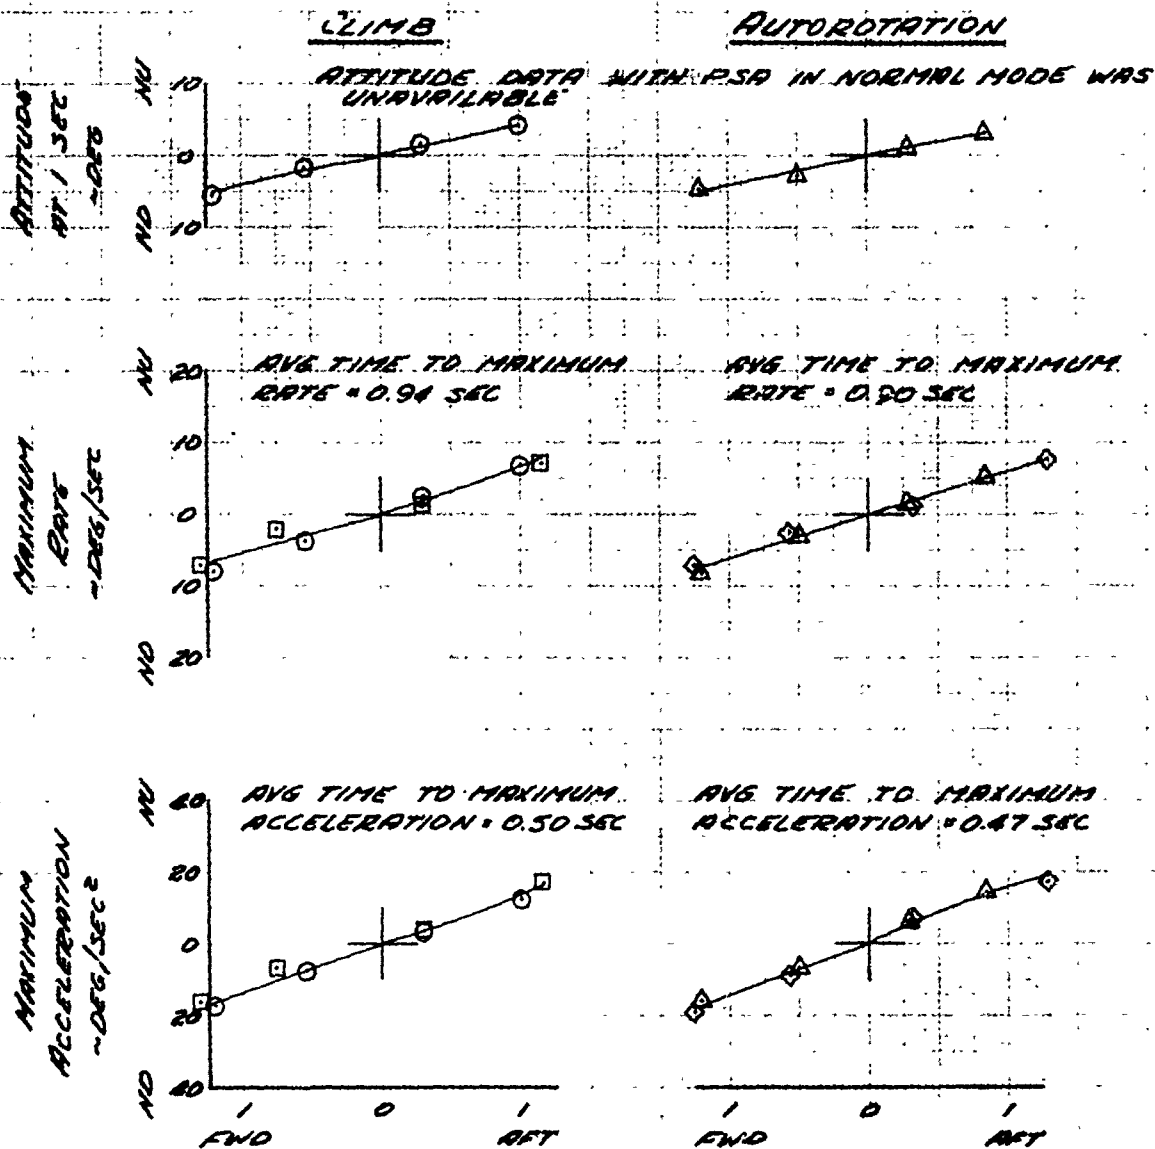 CLIMB
AUTOROTATION
ATTITUDE DATA WITH PSA IN NORMAL MODE WAS
UNAVAILABLE
ATTITUDE
AT 1 SEC
~DEG
NU
10
0
10
ND
AVG TIME TO MAXIMUM
RATE = 0.94 SEC
AVG TIME TO MAXIMUM
RATE = 0.90 SEC
MAXIMUM
RATE
~DEG/SEC
NU
20
10
0
10
20
ND
AVG TIME TO MAXIMUM
ACCELERATION = 0.50 SEC
AVG TIME TO MAXIMUM
ACCELERATION = 0.47 SEC
MAXIMUM
ACCELERATION
~DEG/SEC²
NU
40
20
0
20
40
ND
1 0 1
FWD AFT
1 0 1
FWD AFT